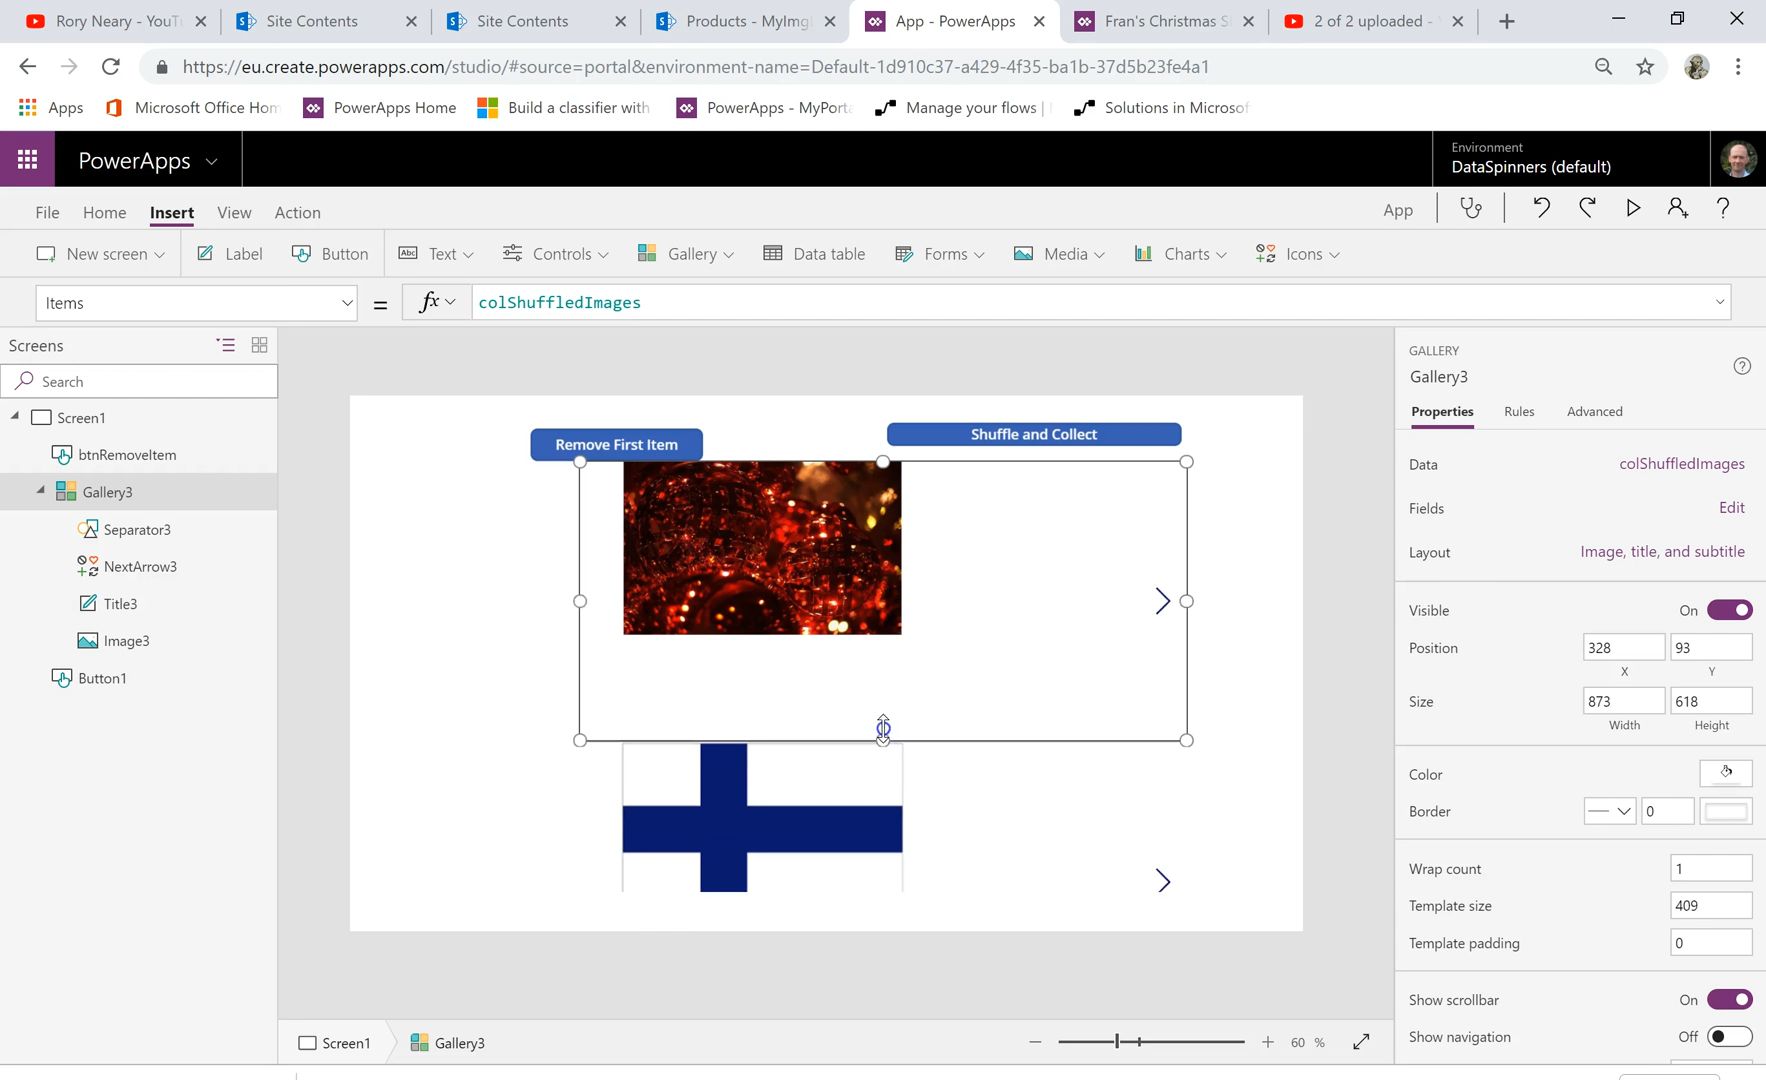 Rory Neary - YouT
Site Contents
Site Contents
Products - MyImg
App - PowerApps
Fran's Christmas S
2 of 2 uploaded -
https://eu.create.powerapps.com/studio/#source=portal&environment-name=Default-1d910c37-a429-4f35-ba1b-37d5b23fe4a1
Apps
Microsoft Office Hom
PowerApps Home
Build a classifier with
PowerApps - MyPorta
Manage your flows |
Solutions in Microsof
PowerApps
Environment
DataSpinners (default)
File
Home
Insert
View
Action
App
New screen
Label
Button
Abc
Text
Controls
Gallery
Data table
Forms
Media
Charts
Icons
Items
=
fx
colShuffledImages
Screens
Search
Screen1
btnRemoveItem
Gallery3
Separator3
NextArrow3
Title3
Image3
Button1
Remove First Item
Shuffle and Collect
GALLERY
Gallery3
Properties
Rules
Advanced
Data
colShuffledImages
Fields
Edit
Layout
Image, title, and subtitle
Visible
On
Position
328
93
X
Y
Size
873
618
Width
Height
Color
Border
0
Wrap count
1
Template size
409
Template padding
0
Show scrollbar
On
Show navigation
Off
Screen1
Gallery3
60 %